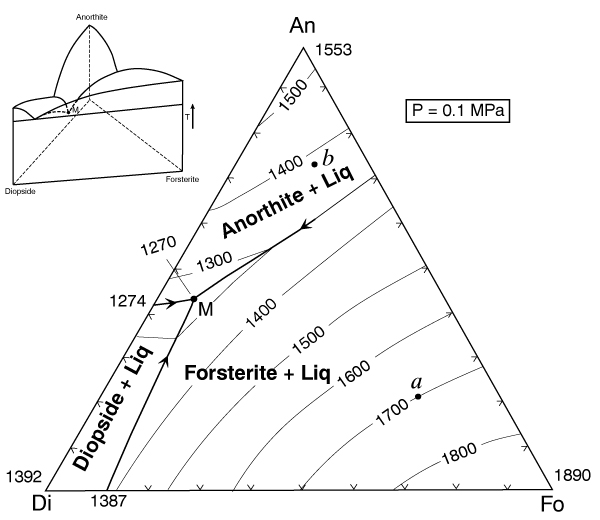 Anorthite
M
T
Diopside
Forsterite
An
1553
P = 0.1 MPa
1500
1400
b
Anorthite + Liq
1270
1300
1274
M
1400
1500
Diopside + Liq
Forsterite + Liq
1600
a
1700
1800
1392
1890
Di
1387
Fo